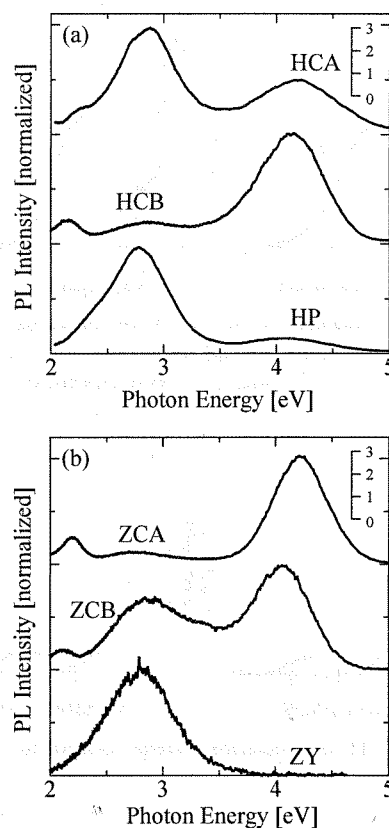 (a)
3
2
1
0
HCA
HCB
HP
PL Intensity [normalized]
2 3 4 5
Photon Energy [eV]
(b)
3
2
1
0
ZCA
ZCB
ZY
PL Intensity [normalized]
2 3 4 5
Photon Energy [eV]